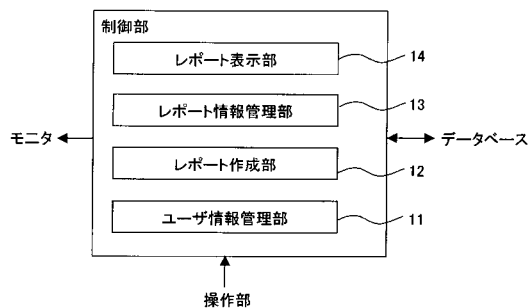 制御部
レポート表示部
14
レポート情報管理部
13
モニタ
データベース
レポート作成部
12
ユーザ情報管理部
11
操作部